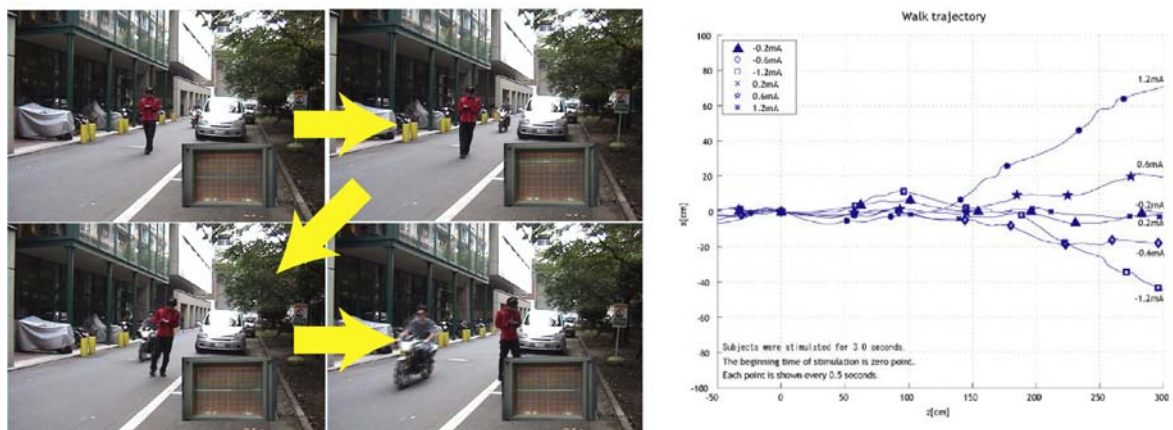 Walk trajectory
100
80
60
40
20
0
-20
-40
-60
-80
-100
x[cm]
-0.2mA
-0.6mA
-1.2mA
0.2mA
0.6mA
1.2mA
1.2mA
0.6mA
-0.2mA
0.2mA
-0.6mA
-1.2mA
Subjects were stimulated for 3.0 seconds.
The beginning time of stimulation is zero point.
Each point is shown every 0.5 seconds.
-50 0 50 100 150 200 250 300
z[cm]